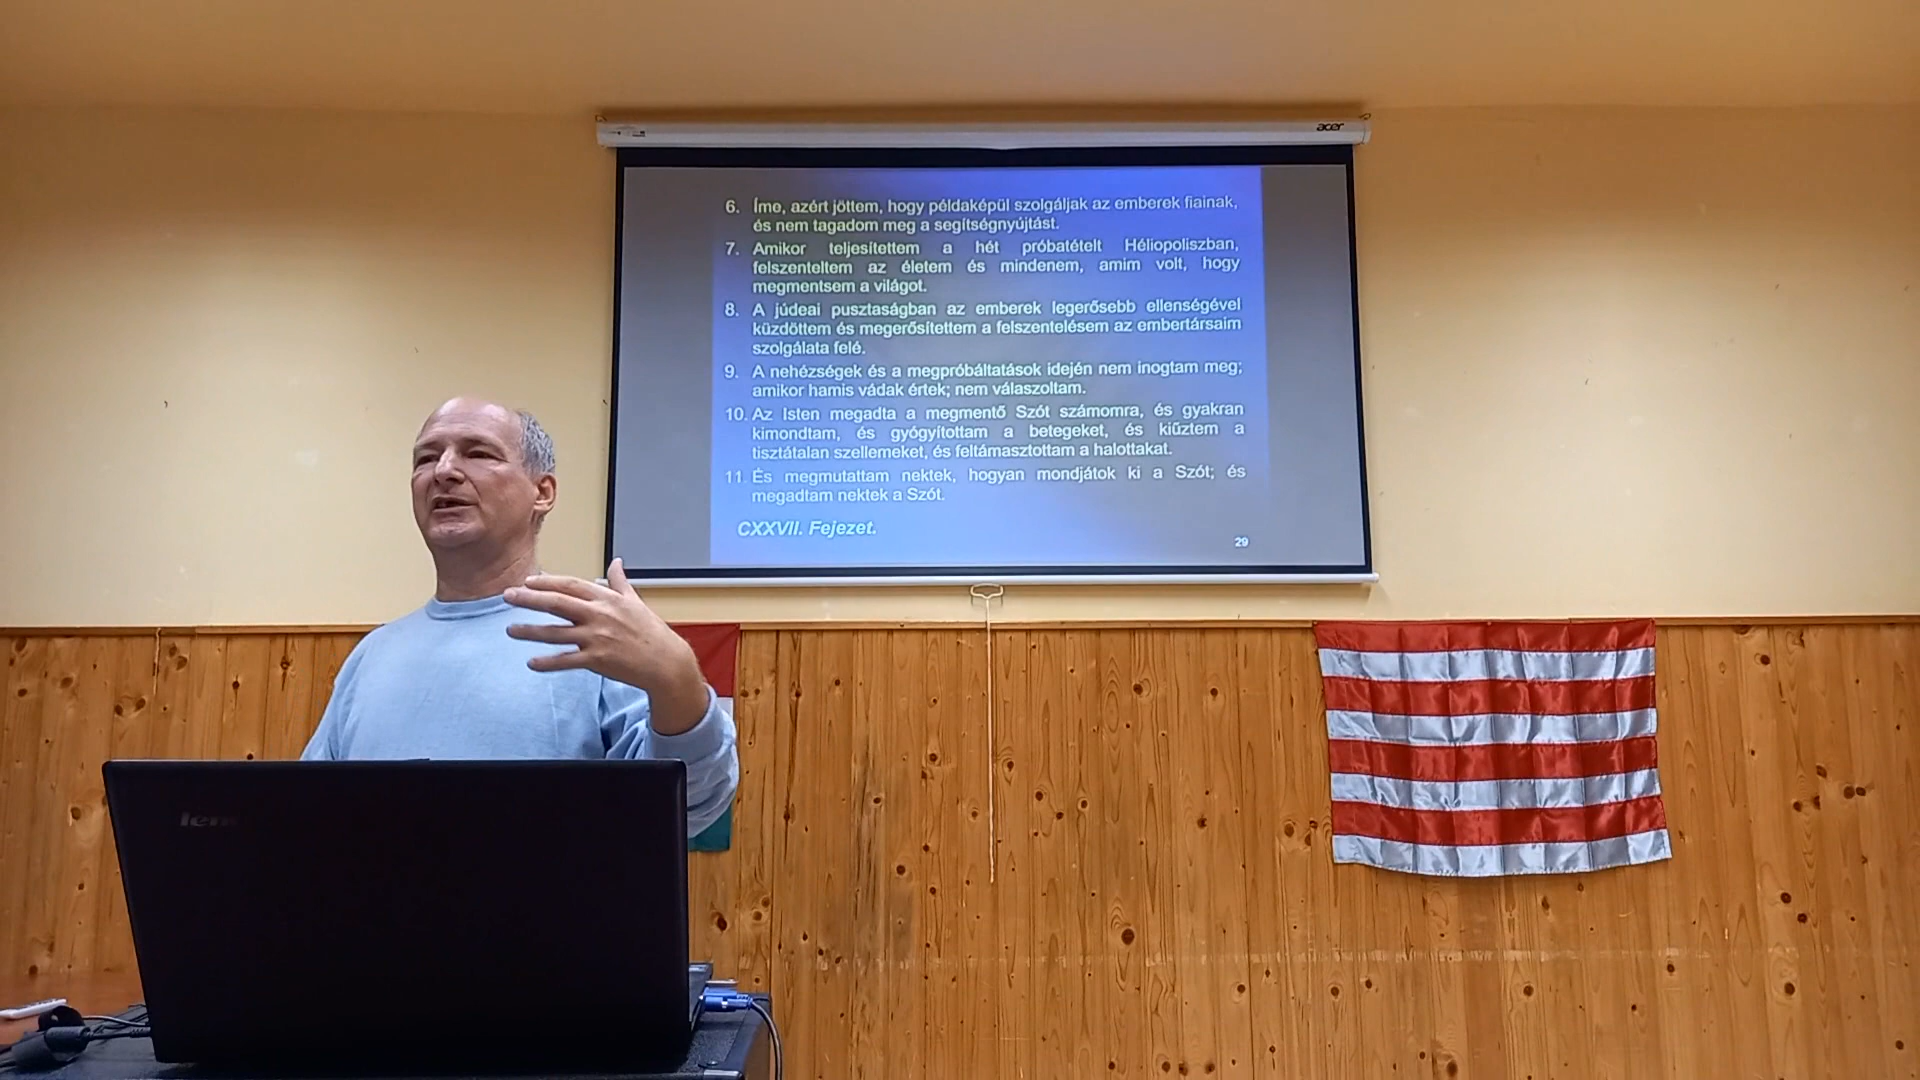 acer
6. Íme, azért jöttem, hogy példaképül szolgáljak az emberek fiainak,
és nem tagadom meg a segítségnyújtást.
7. Amikor teljesítettem a hét próbatételt Héliopoliszban,
felszenteltem az életem és mindenem, amim volt, hogy
megmentsem a világot.
8. A júdeai pusztaságban az emberek legerősebb ellenségével
küzdöttem és megerősítettem a felszentelésem az embertársaim
szolgálata felé.
9. A nehézségek és a megpróbáltatások idején nem inogtam meg;
amikor hamis vádak értek; nem válaszoltam.
10. Az Isten megadta a megmentő Szót számomra, és gyakran
kimondtam, és gyógyítottam a betegeket, és kiűztem a
tisztátalan szellemeket, és feltámasztottam a halottakat.
11. És megmutattam nektek, hogyan mondjátok ki a Szót; és
megadtam nektek a Szót.
CXXVII. Fejezet.
29